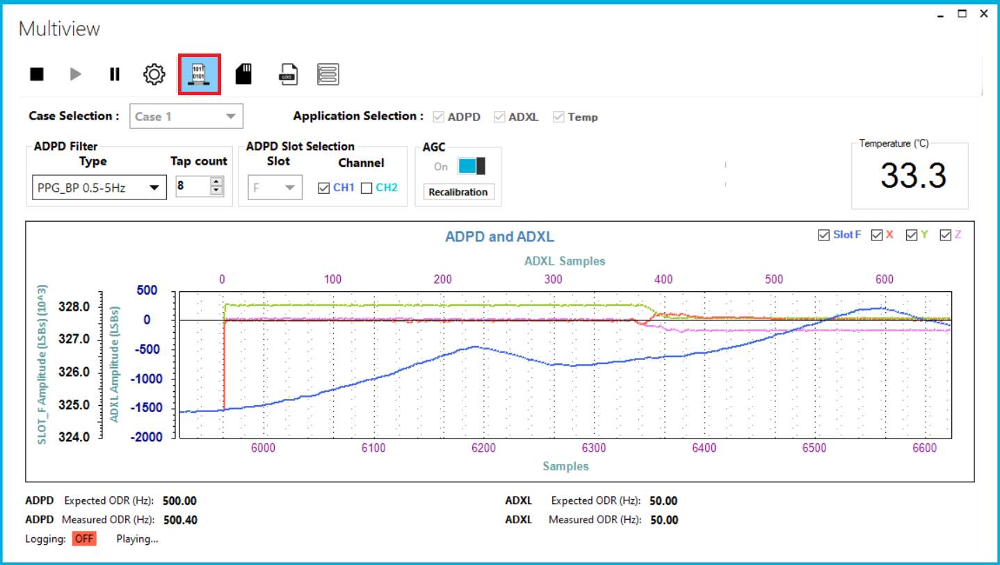 Multiview
1011
0101
LOG
Case Selection : Case 1 Application Selection : ADPD ADXL Temp
ADPD Filter ADPD Slot Selection AGC Temperature (°C)
Type Tap count Slot Channel
On
PPG_BP 0.5-5Hz 8 F CH1 CH2 33.3
Recalibration
ADPD and ADXL Slot F X Y Z
ADXL Samples
0 100 200 300 400 500 600
SLOT_F Amplitude (LSBs) (10^3)
328.0
327.0
326.0
325.0
324.0
ADXL Amplitude (LSBs)
500
0
-500
-1000
-1500
-2000
6000 6100 6200 6300 6400 6500 6600
Samples
ADPD Expected ODR (Hz): 500.00 ADXL Expected ODR (Hz): 50.00
ADPD Measured ODR (Hz): 500.40 ADXL Measured ODR (Hz): 50.00
Logging: OFF Playing...